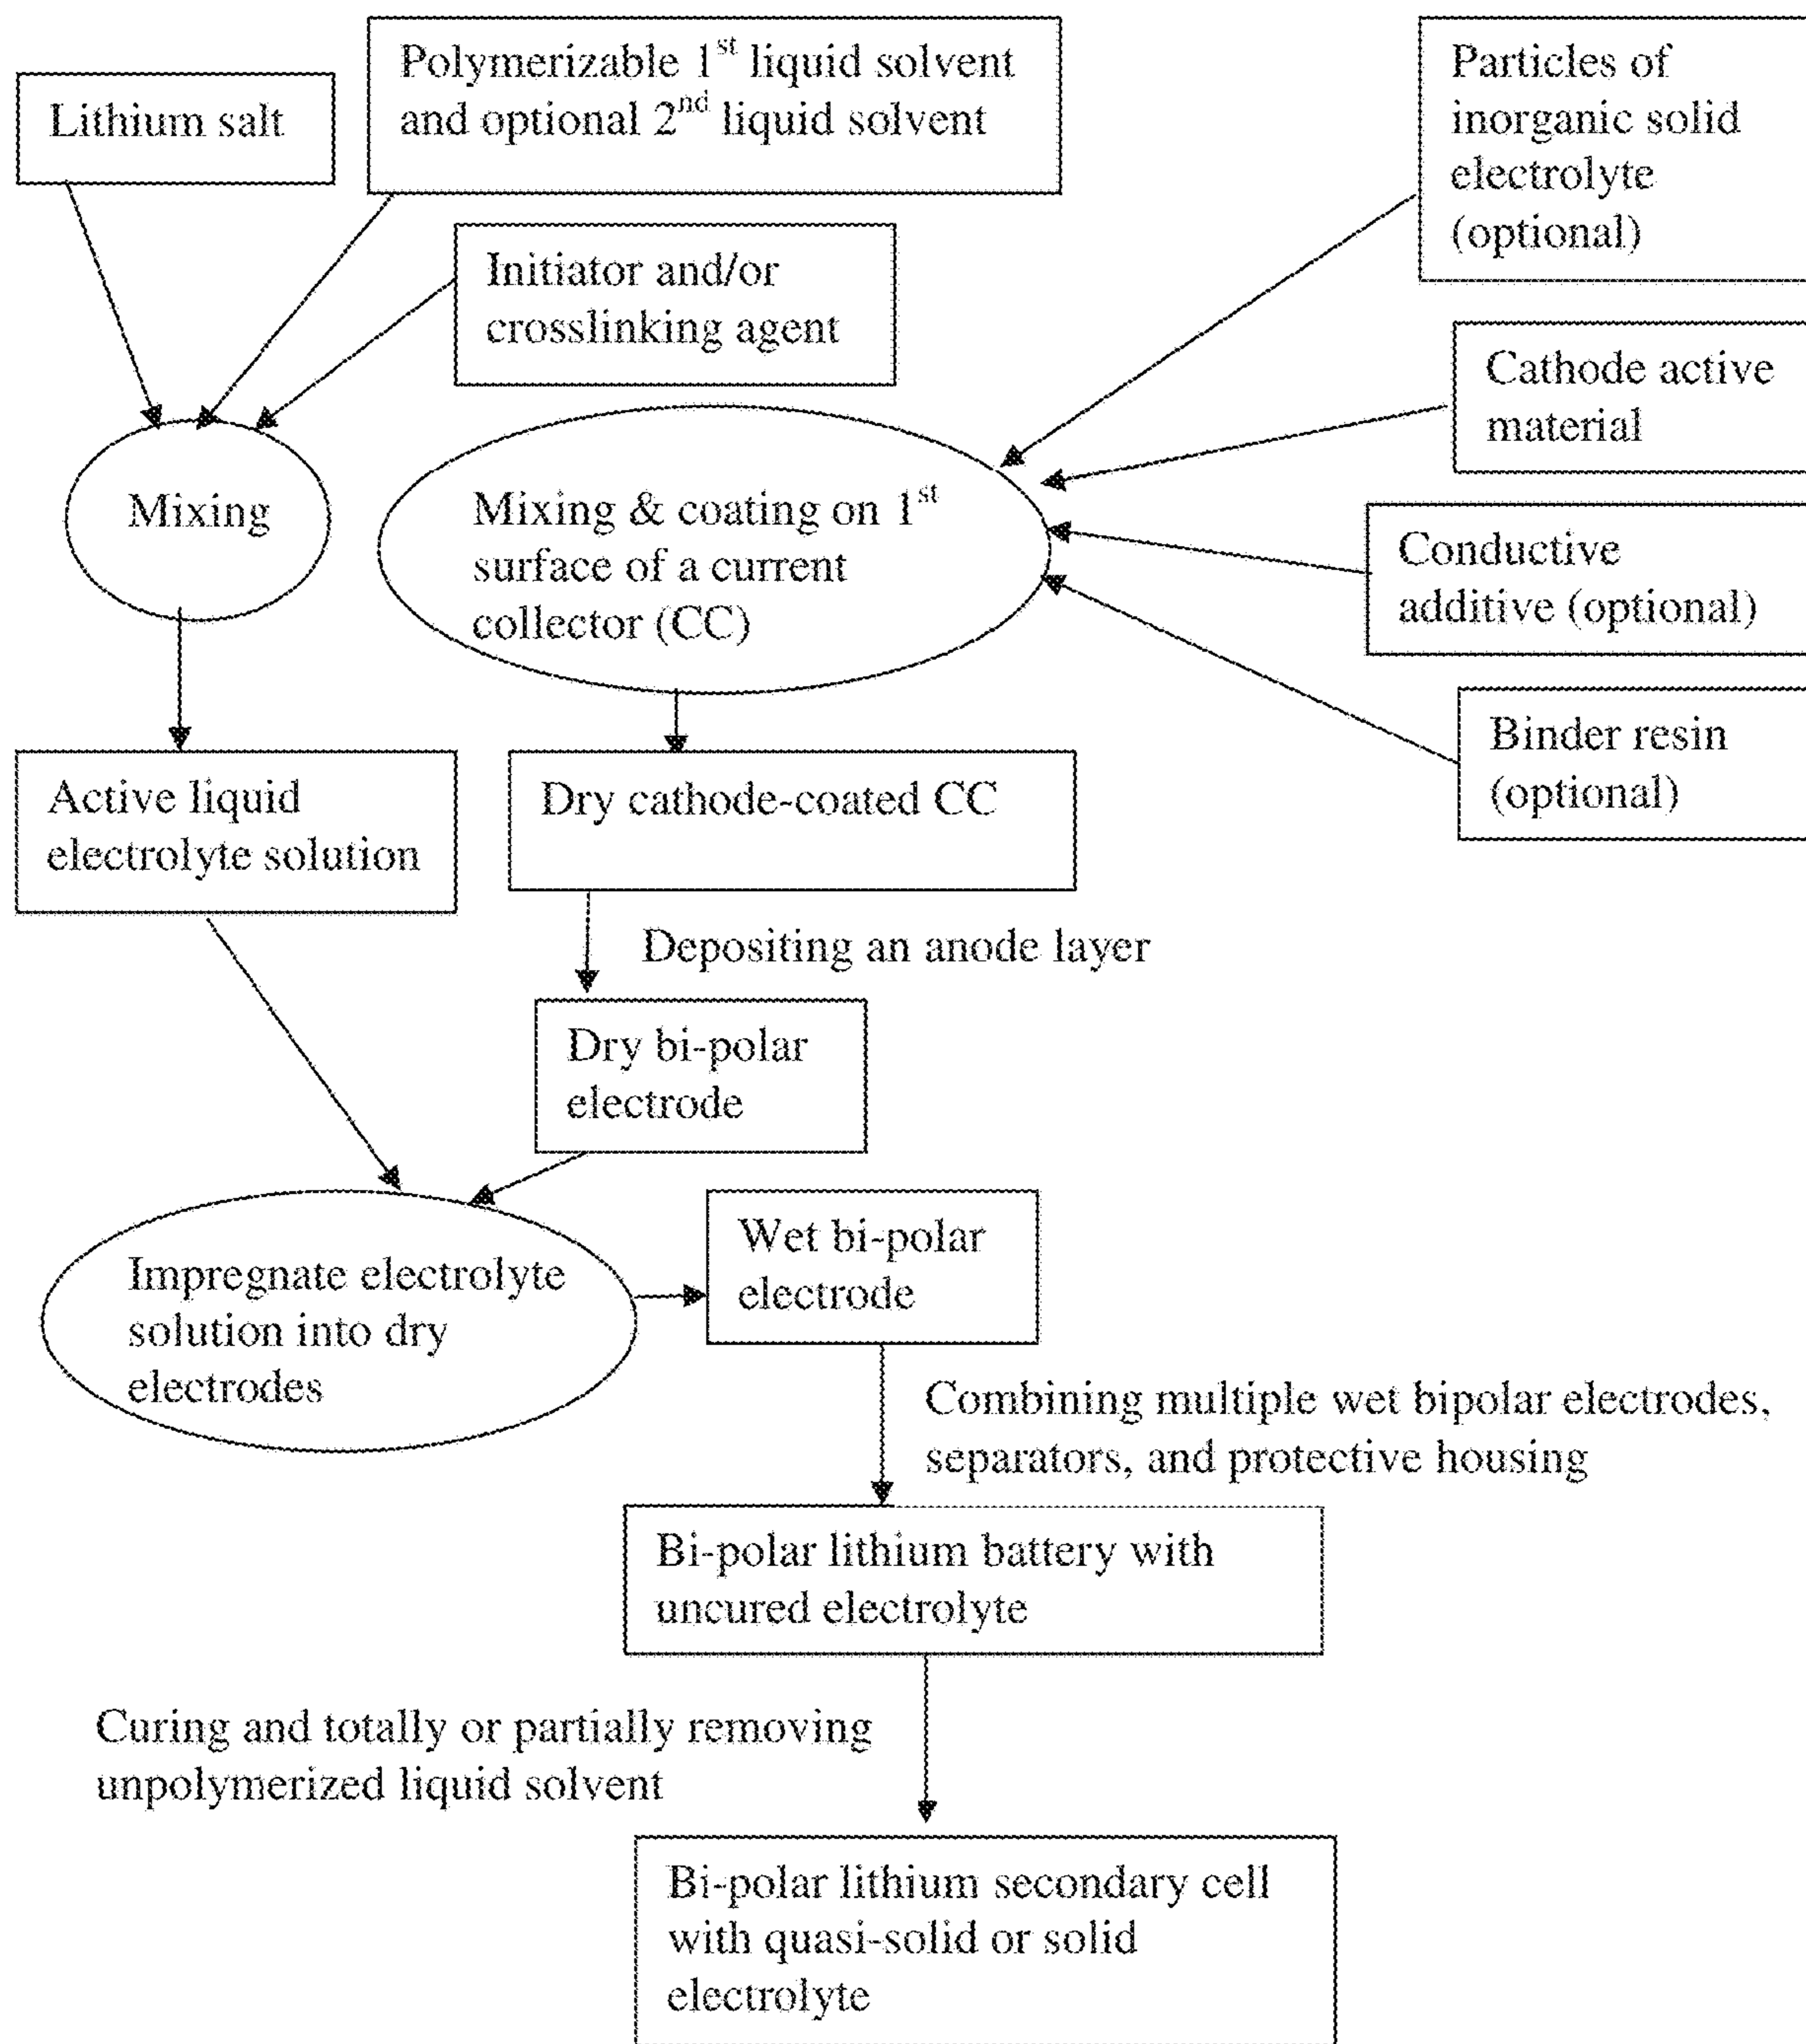 Lithium salt
Polymerizable 1st liquid solvent
and optional 2nd liquid solvent
Particles of
inorganic solid
electrolyte
(optional)
Initiator and/or
crosslinking agent
Cathode active
material
Mixing
Mixing & coating on 1st
surface of a current
collector (CC)
Conductive
additive (optional)
Binder resin
(optional)
Active liquid
electrolyte solution
Dry cathode-coated CC
Depositing an anode layer
Dry bi-polar
electrode
Impregnate electrolyte
solution into dry
electrodes
Wet bi-polar
electrode
Combining multiple wet bipolar electrodes,
separators, and protective housing
Bi-polar lithium battery with
uncured electrolyte
Curing and totally or partially removing
unpolymerized liquid solvent
Bi-polar lithium secondary cell
with quasi-solid or solid
electrolyte